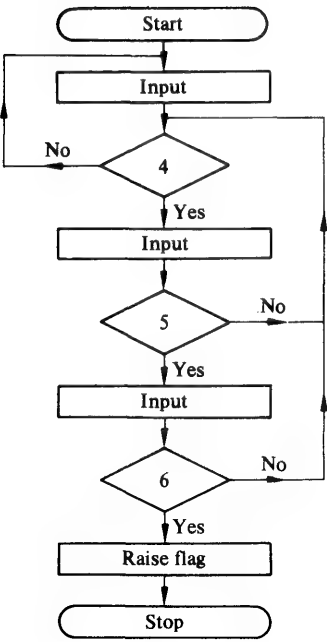 Start
Input
No
4
Yes
Input
No
5
Yes
Input
No
6
Yes
Raise flag
Stop